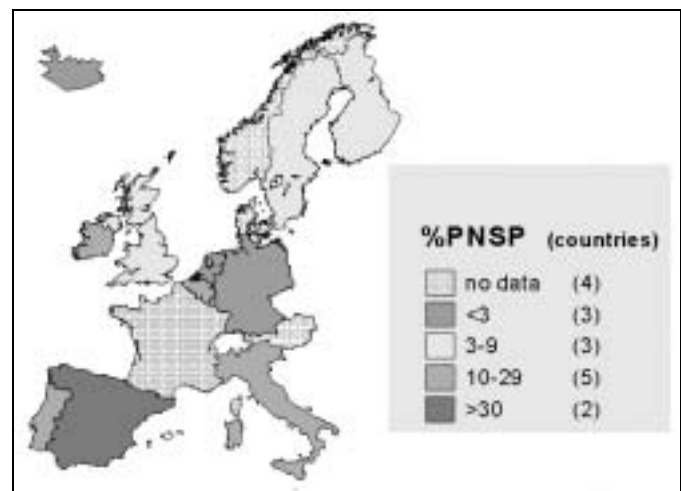 %PNSP (countries)
no data (4)
<3 (3)
3-9 (3)
10-29 (5)
>30 (2)